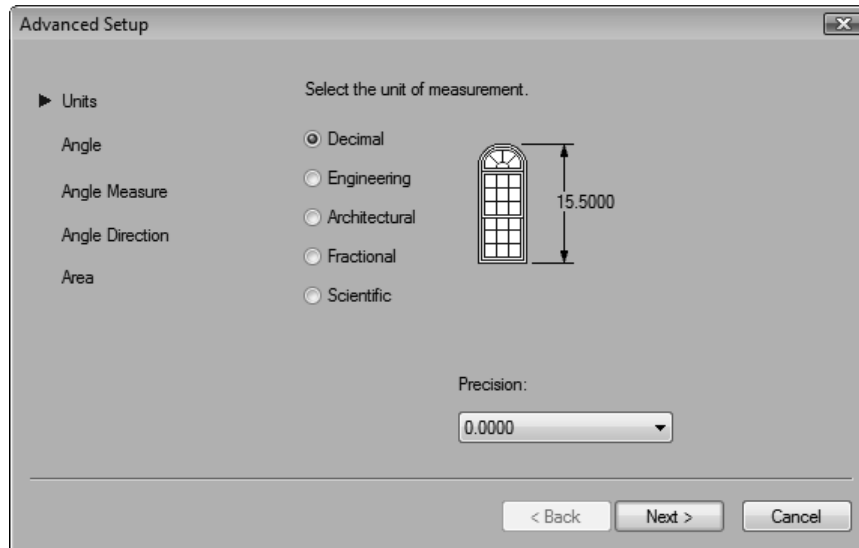 Advanced Setup
Units
Angle
Angle Measure
Angle Direction
Area
Select the unit of measurement.
Decimal
Engineering
Architectural
Fractional
Scientific
15.5000
Precision:
0.0000
< Back
Next >
Cancel